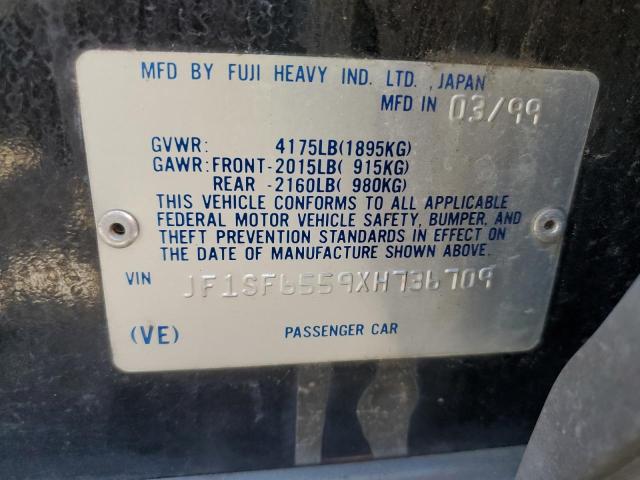 MFD BY FUJI HEAVY IND. LTD. ,JAPAN
MFD IN 03/99
GVWR: 4175LB(1895KG)
GAWR:FRONT-2015LB( 915KG)
REAR -2160LB( 980KG)
THIS VEHICLE CONFORMS TO ALL APPLICABLE
FEDERAL MOTOR VEHICLE SAFETY, BUMPER, AND
THEFT PREVENTION STANDARDS IN EFFECT ON
THE DATE OF MANUFACTURE SHOWN ABOVE.
VIN JF1SF6559XH736709
(VE) PASSENGER CAR